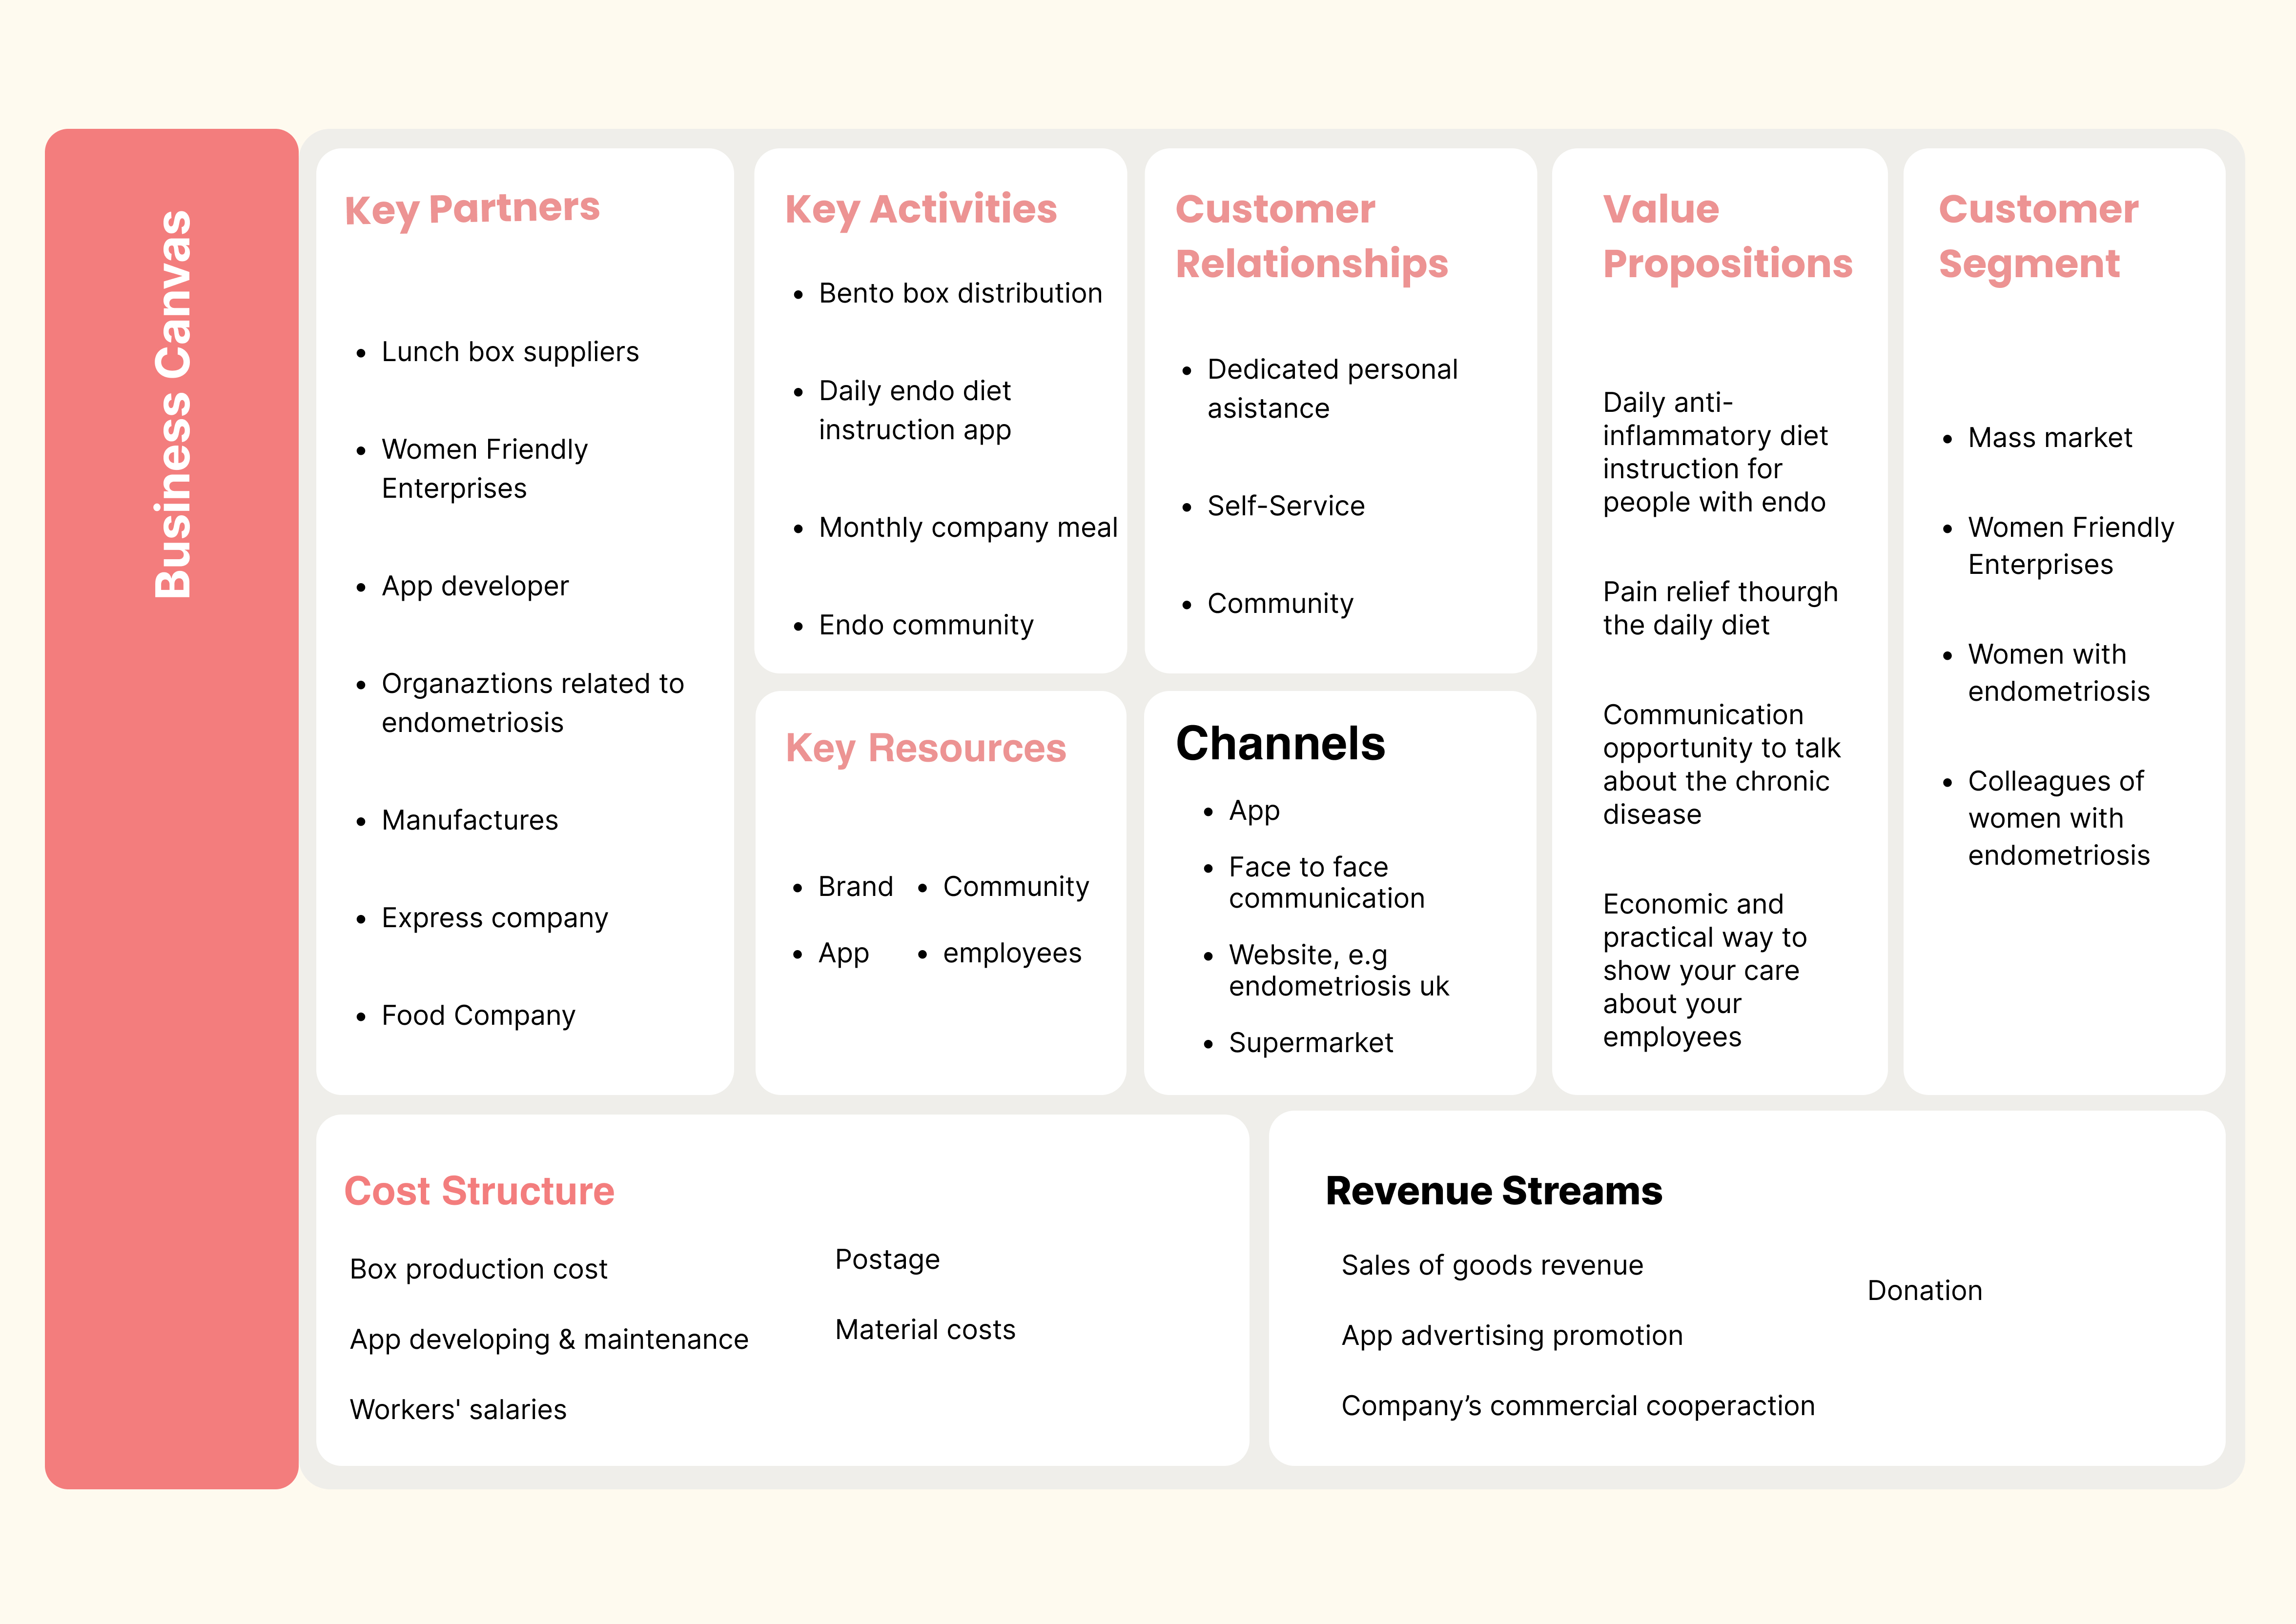 Business Canvas
Key Partners
Lunch box suppliers
Women Friendly
Enterprises
App developer
Organaztions related to
endometriosis
Manufactures
Express company
Food Company
Key Activities
Bento box distribution
Daily endo diet
instruction app
Monthly company meal
Endo community
Key Resources
Brand
App
Community
employees
Customer
Relationships
Dedicated personal
asistance
Self-Service
Community
Channels
App
Face to face
communication
Website, e.g
endometriosis uk
Supermarket
Value
Propositions
Daily anti-
inflammatory diet
instruction for
people with endo
Pain relief thourgh
the daily diet
Communication
opportunity to talk
about the chronic
disease
Economic and
practical way to
show your care
about your
employees
Customer
Segment
Mass market
Women Friendly
Enterprises
Women with
endometriosis
Colleagues of
women with
endometriosis
Cost Structure
Box production cost
App developing & maintenance
Workers' salaries
Postage
Material costs
Revenue Streams
Sales of goods revenue
App advertising promotion
Company’s commercial cooperaction
Donation